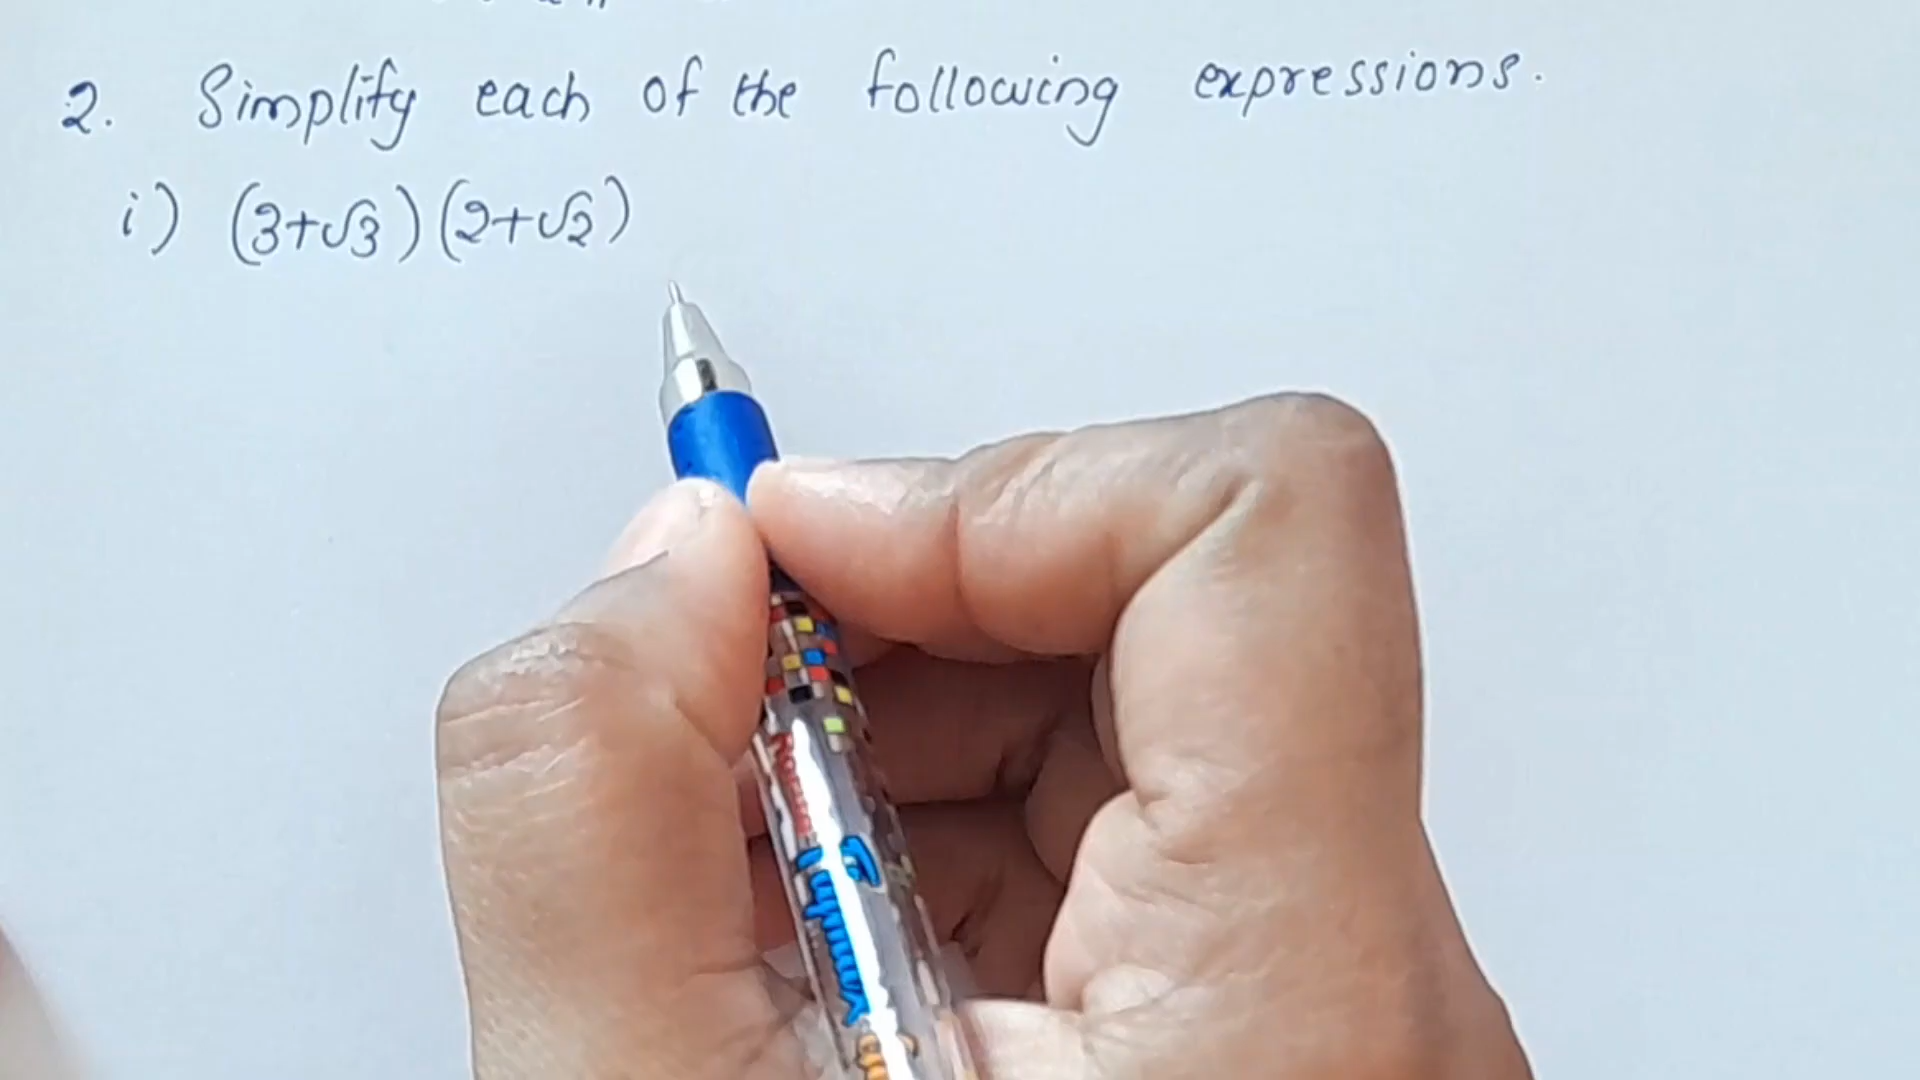 2. Simplify each of the following expressions.
i) (3+√3)(2+√2)